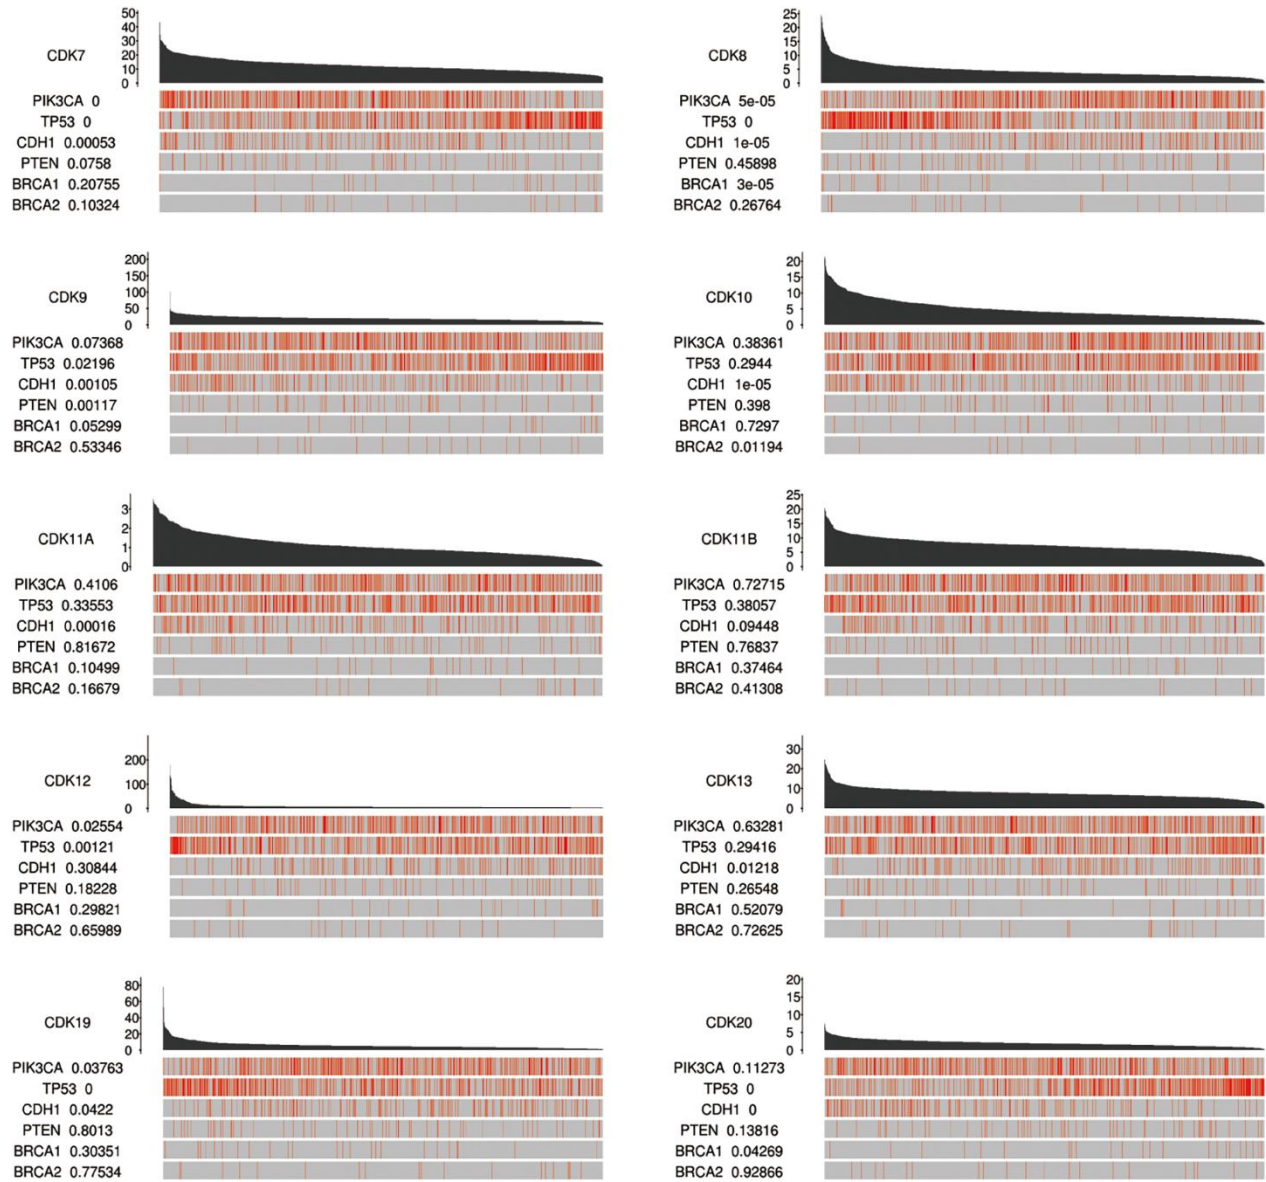 CDK7
50
40
30
20
10
0
PIK3CA 0
TP53 0
CDH1 0.00053
PTEN 0.0758
BRCA1 0.20755
BRCA2 0.10324
CDK8
25
20
15
10
5
0
PIK3CA 5e-05
TP53 0
CDH1 1e-05
PTEN 0.45898
BRCA1 3e-05
BRCA2 0.26764
CDK9
200
150
100
50
0
PIK3CA 0.07368
TP53 0.02196
CDH1 0.00105
PTEN 0.00117
BRCA1 0.05299
BRCA2 0.53346
CDK10
20
15
10
5
0
PIK3CA 0.38361
TP53 0.2944
CDH1 1e-05
PTEN 0.398
BRCA1 0.7297
BRCA2 0.01194
CDK11A
3
2
1
0
PIK3CA 0.4106
TP53 0.33553
CDH1 0.00016
PTEN 0.81672
BRCA1 0.10499
BRCA2 0.16679
CDK11B
25
20
15
10
5
0
PIK3CA 0.72715
TP53 0.38057
CDH1 0.09448
PTEN 0.76837
BRCA1 0.37464
BRCA2 0.41308
CDK12
200
100
0
PIK3CA 0.02554
TP53 0.00121
CDH1 0.30844
PTEN 0.18228
BRCA1 0.29821
BRCA2 0.65989
CDK13
30
20
10
0
PIK3CA 0.63281
TP53 0.29416
CDH1 0.01218
PTEN 0.26548
BRCA1 0.52079
BRCA2 0.72625
CDK19
80
60
40
20
0
PIK3CA 0.03763
TP53 0
CDH1 0.0422
PTEN 0.8013
BRCA1 0.30351
BRCA2 0.77534
CDK20
20
15
10
5
0
PIK3CA 0.11273
TP53 0
CDH1 0
PTEN 0.13816
BRCA1 0.04269
BRCA2 0.92866